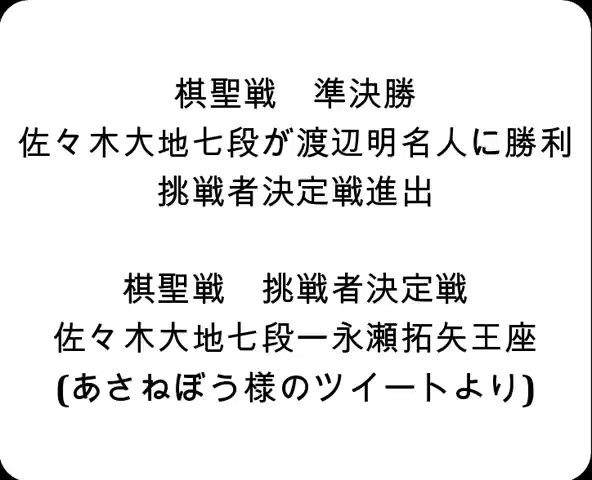 棋聖戦　準決勝
佐々木大地七段が渡辺明名人に勝利
挑戦者決定戦進出
棋聖戦　挑戦者決定戦
佐々木大地七段ー永瀬拓矢王座
(あさねぼう様のツイートより)